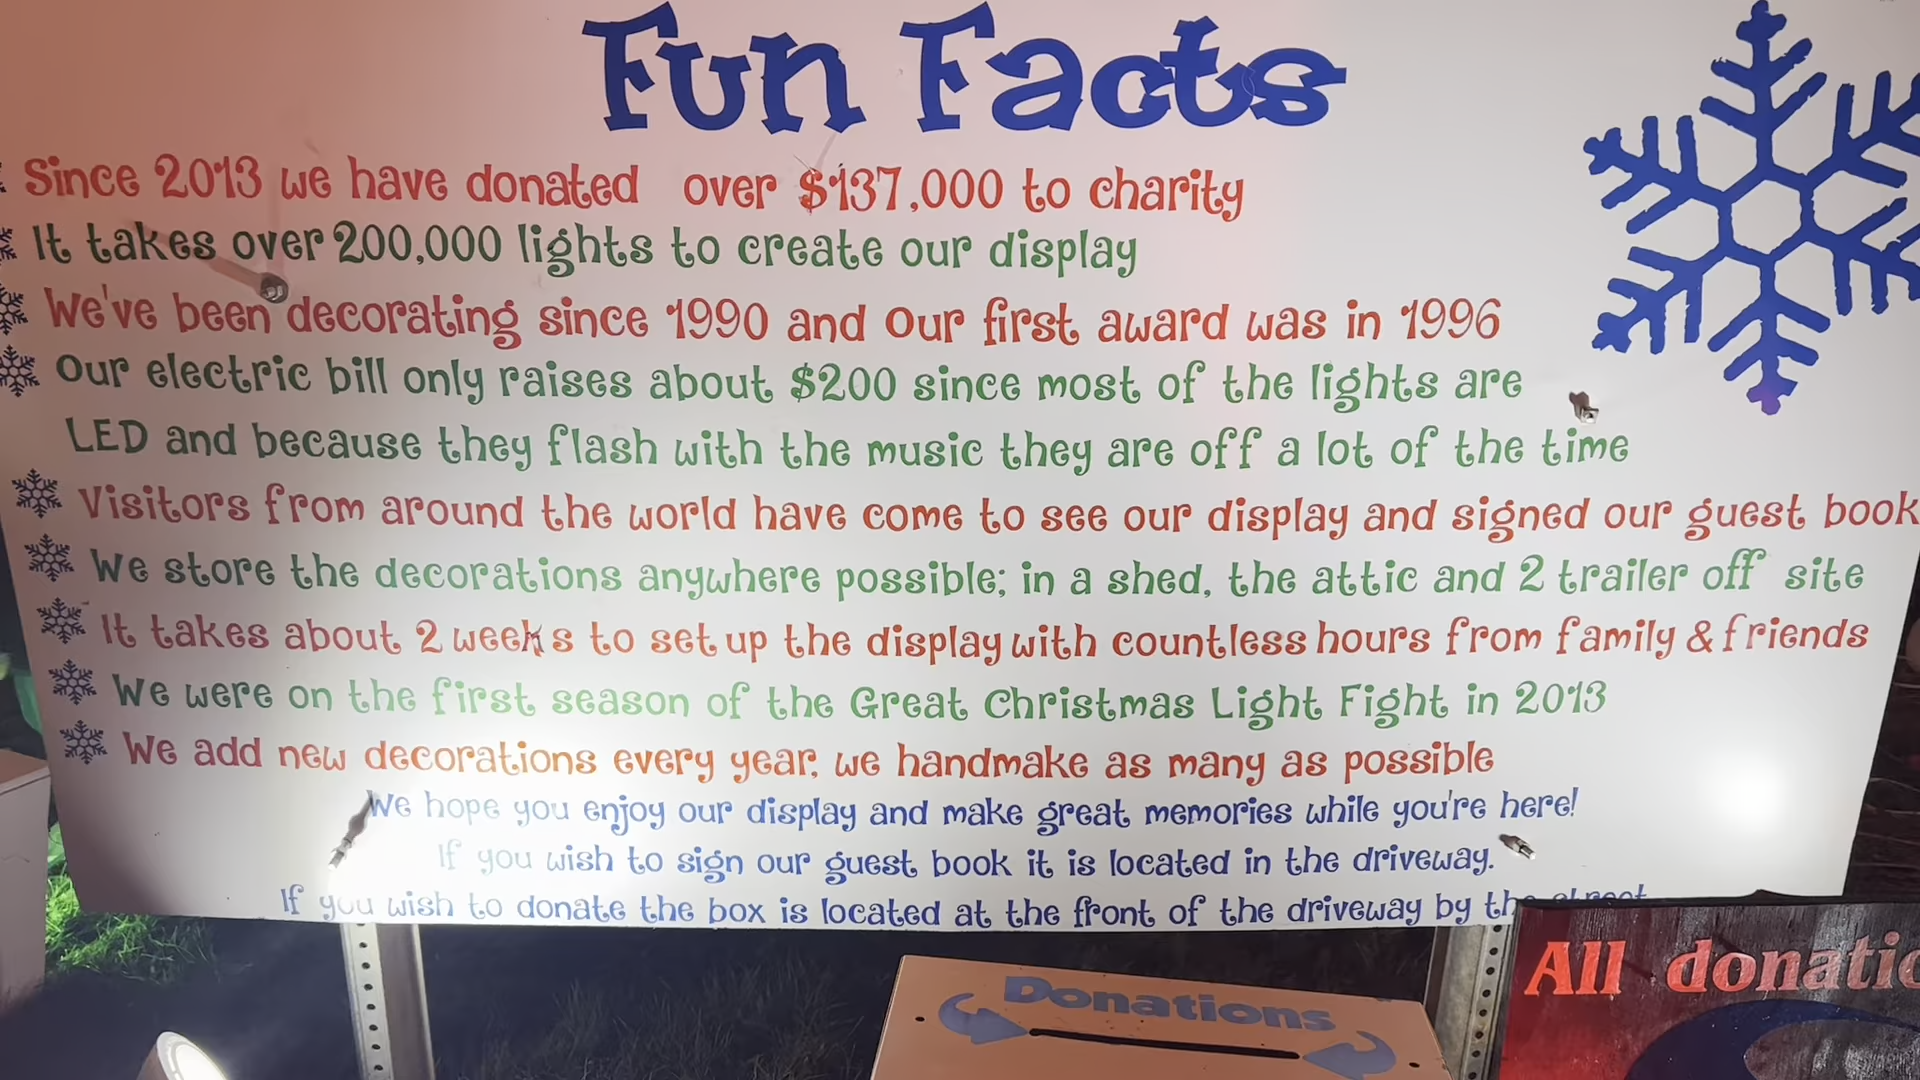 Fun Facts
Since 2013 we have donated over $137,000 to charity
It takes over 200,000 lights to create our display
We've been decorating since 1990 and our first award was in 1996
Our electric bill only raises about $200 since most of the lights are
LED and because they flash with the music they are off a lot of the time
Visitors from around the world have come to see our display and signed our guest book
We store the decorations anywhere possible; in a shed, the attic and 2 trailer off site
It takes about 2 weeks to set up the display with countless hours from family & friends
We were on the first season of the Great Christmas Light Fight in 2013
We add new decorations every year, we handmake as many as possible
We hope you enjoy our display and make great memories while you're here!
If you wish to sign our guest book it is located in the driveway.
If you wish to donate the box is located at the front of the driveway by the street
Donations
All